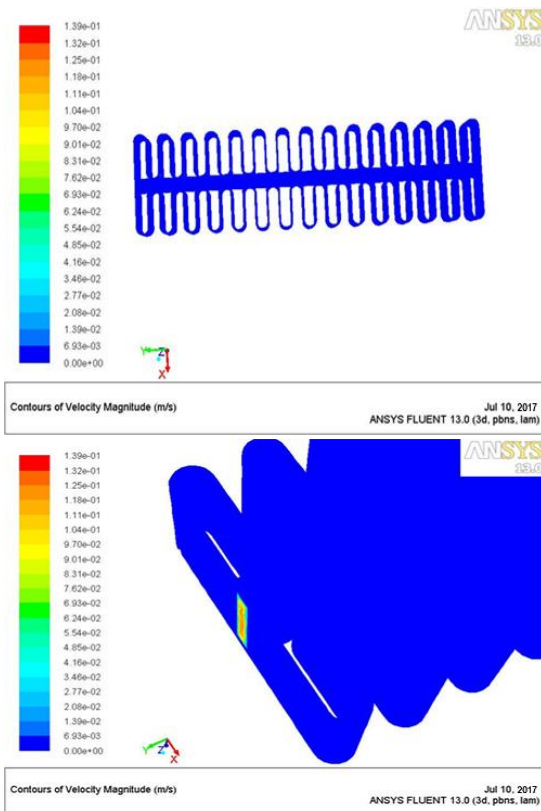 ANSYS
13.0
1.39e-01
1.32e-01
1.25e-01
1.18e-01
1.11e-01
1.04e-01
9.70e-02
9.01e-02
8.31e-02
7.62e-02
6.93e-02
6.24e-02
5.54e-02
4.85e-02
4.16e-02
3.46e-02
2.77e-02
2.08e-02
1.39e-02
6.93e-03
0.00e+00
Y
Z
X
Contours of Velocity Magnitude (m/s)
Jul 10, 2017
ANSYS FLUENT 13.0 (3d, pbns, lam)
ANSYS
13.0
1.39e-01
1.32e-01
1.25e-01
1.18e-01
1.11e-01
1.04e-01
9.70e-02
9.01e-02
8.31e-02
7.62e-02
6.93e-02
6.24e-02
5.54e-02
4.85e-02
4.16e-02
3.46e-02
2.77e-02
2.08e-02
1.39e-02
6.93e-03
0.00e+00
Y
Z
X
Contours of Velocity Magnitude (m/s)
Jul 10, 2017
ANSYS FLUENT 13.0 (3d, pbns, lam)